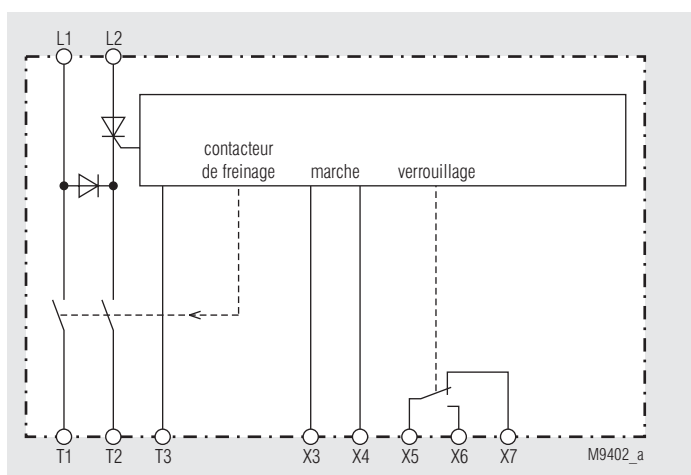 L1 L2
contacteur
de freinage marche verrouillage
T1 T2 T3 X3 X4 X5 X6 X7 M9402_a